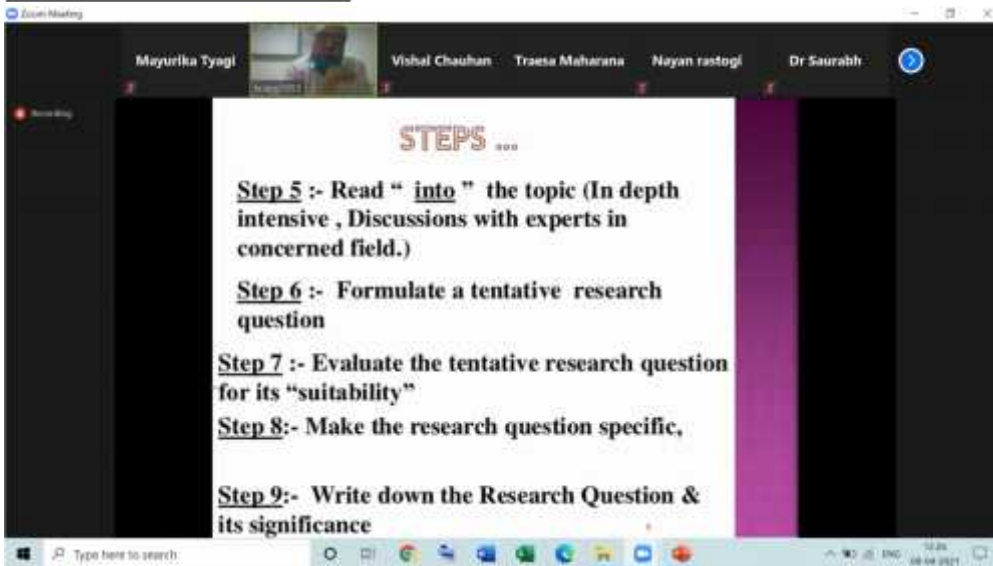 Zoom Meeting
Mayurika Tyagi
Vishal Chauhan
Traesa Maharana
Nayan rastogi
Dr Saurabh
Recording
STEPS ...
Step 5 :- Read “ into ” the topic (In depth
intensive , Discussions with experts in
concerned field.)
Step 6 :- Formulate a tentative research
question
Step 7 :- Evaluate the tentative research question
for its “suitability”
Step 8:- Make the research question specific,
Step 9:- Write down the Research Question &
its significance
Type here to search
ENG